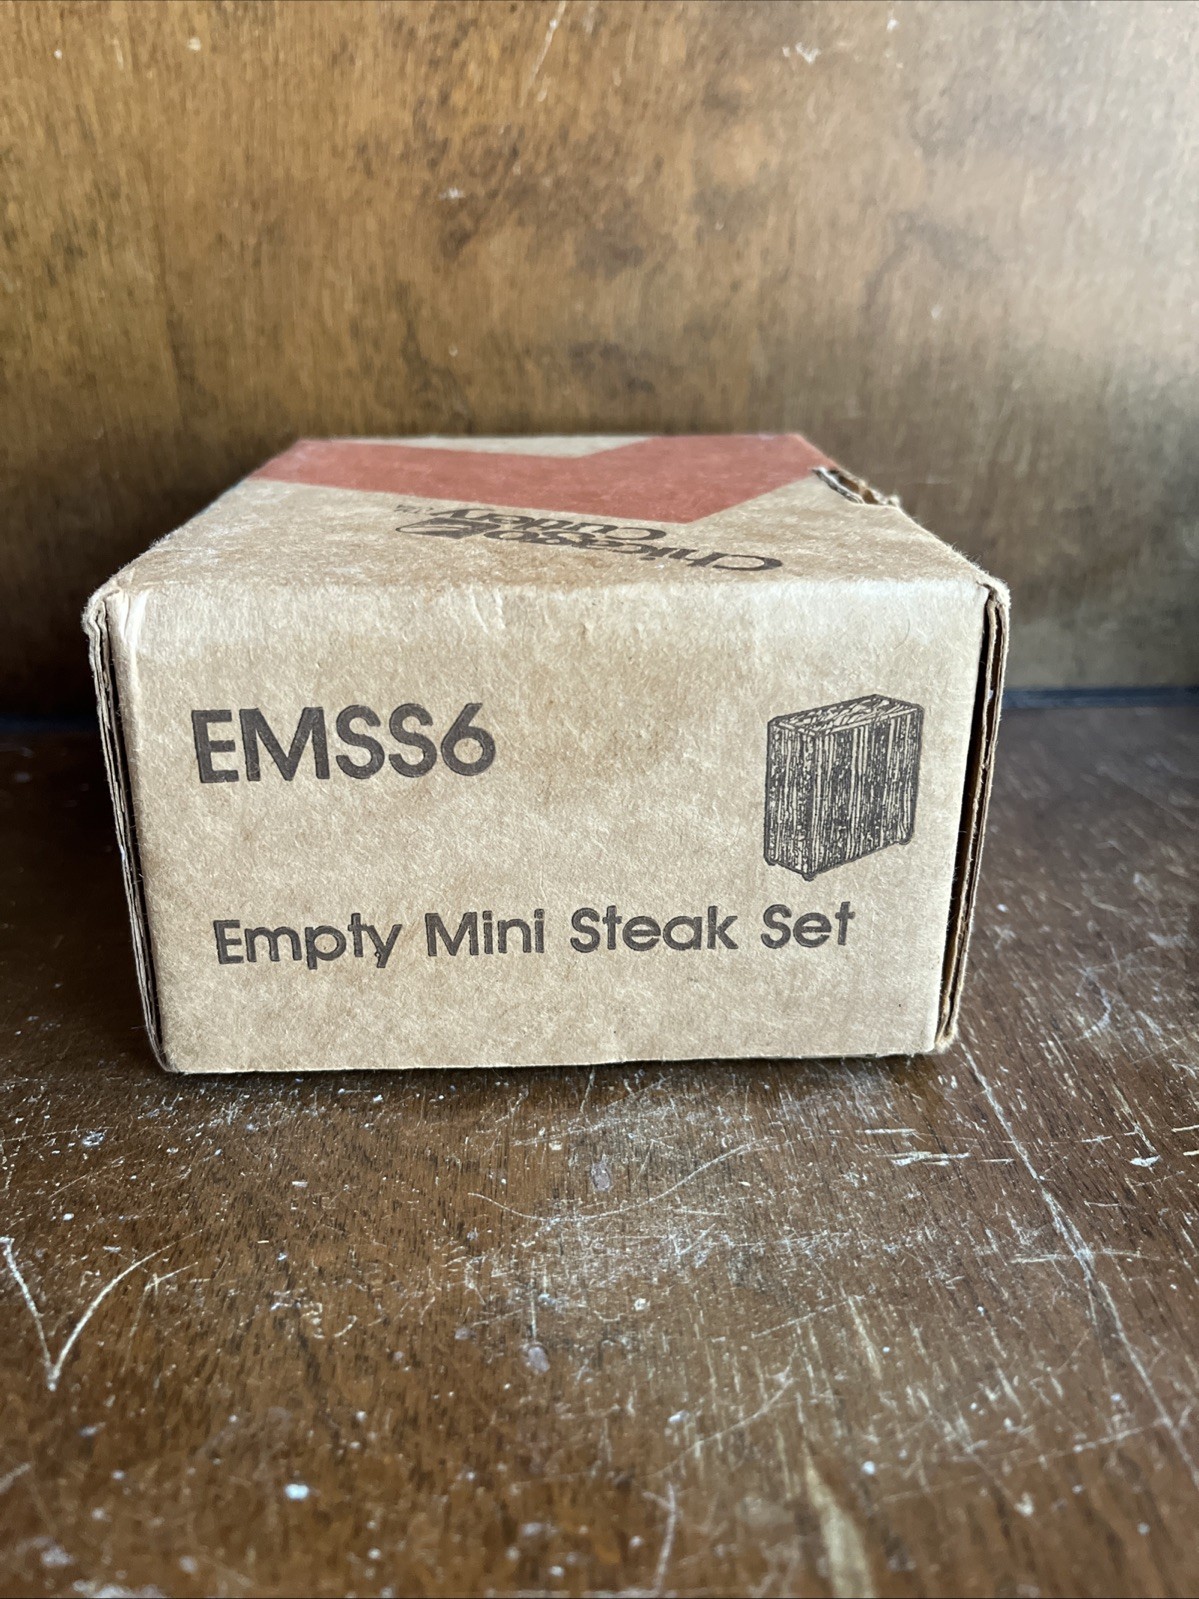 Chicago
Cutlery
EMSS6
Empty Mini Steak Set